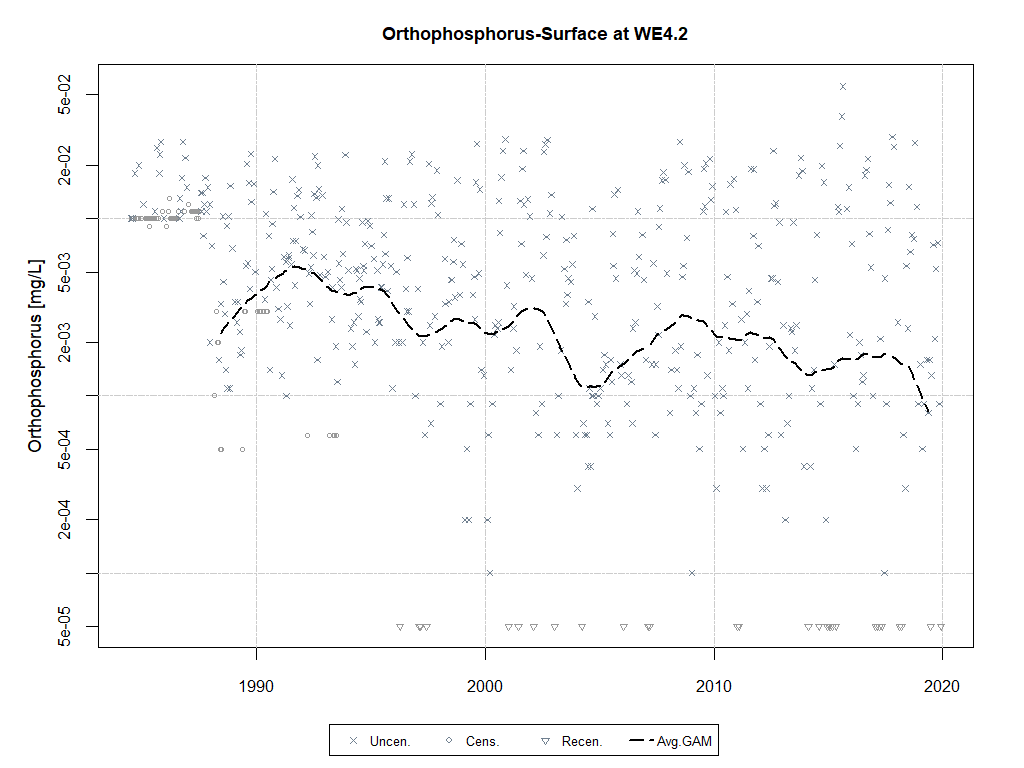 Orthophosphorus-Surface at WE4.2
Orthophosphorus [mg/L]
5e-02
2e-02
5e-03
2e-03
5e-04
2e-04
5e-05
1990 2000 2010 2020
Uncen. Cens. Recen. Avg.GAM